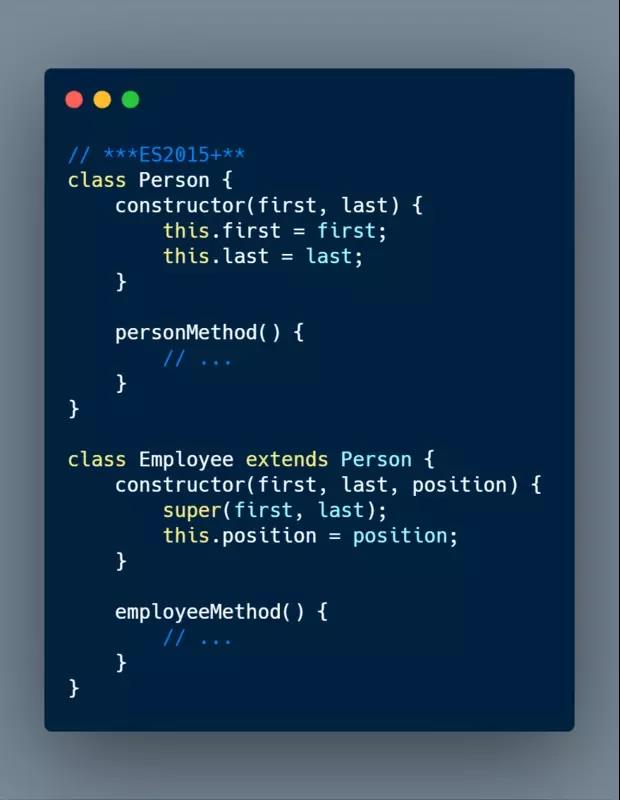 // ***ES2015+**
class Person {
    constructor(first, last) {
        this.first = first;
        this.last = last;
    }

    personMethod() {
        // ...
    }
}

class Employee extends Person {
    constructor(first, last, position) {
        super(first, last);
        this.position = position;
    }

    employeeMethod() {
        // ...
    }
}